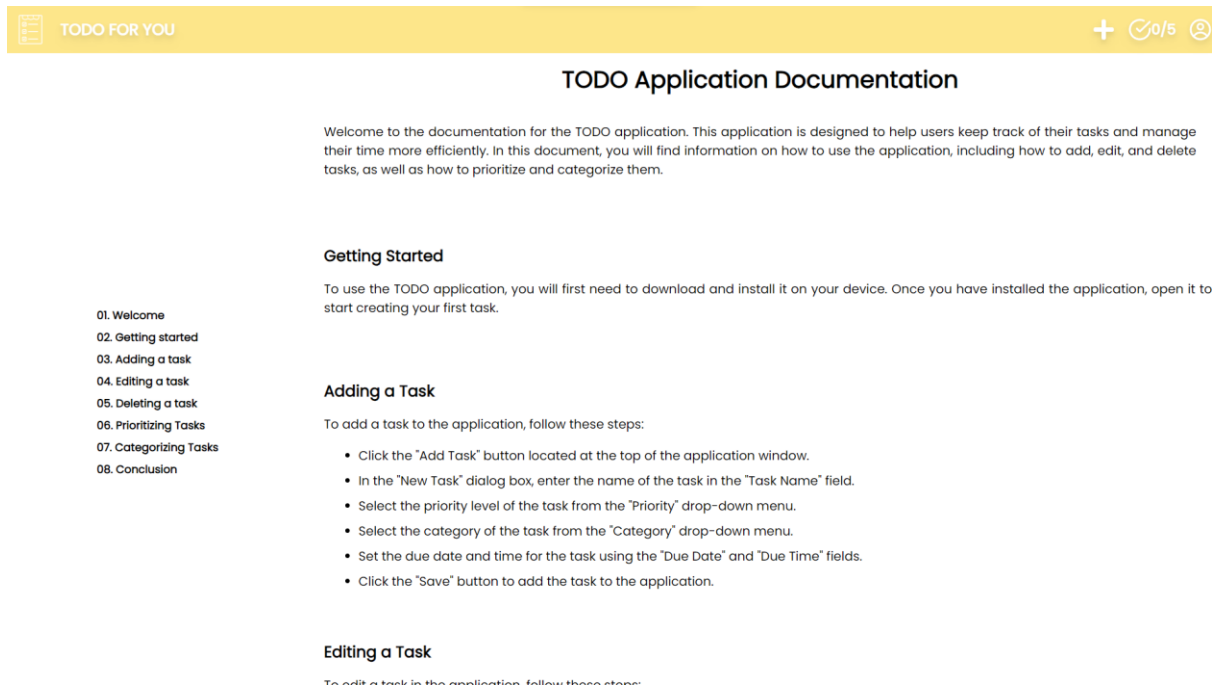 TODO FOR YOU
0/5
TODO Application Documentation
Welcome to the documentation for the TODO application. This application is designed to help users keep track of their tasks and manage
their time more efficiently. In this document, you will find information on how to use the application, including how to add, edit, and delete
tasks, as well as how to prioritize and categorize them.
Getting Started
To use the TODO application, you will first need to download and install it on your device. Once you have installed the application, open it to
start creating your first task.
01. Welcome
02. Getting started
03. Adding a task
04. Editing a task
05. Deleting a task
06. Prioritizing Tasks
07. Categorizing Tasks
08. Conclusion
Adding a Task
To add a task to the application, follow these steps:
• Click the "Add Task" button located at the top of the application window.
• In the "New Task" dialog box, enter the name of the task in the "Task Name" field.
• Select the priority level of the task from the "Priority" drop-down menu.
• Select the category of the task from the "Category" drop-down menu.
• Set the due date and time for the task using the "Due Date" and "Due Time" fields.
• Click the "Save" button to add the task to the application.
Editing a Task
To edit a task in the application, follow these steps: